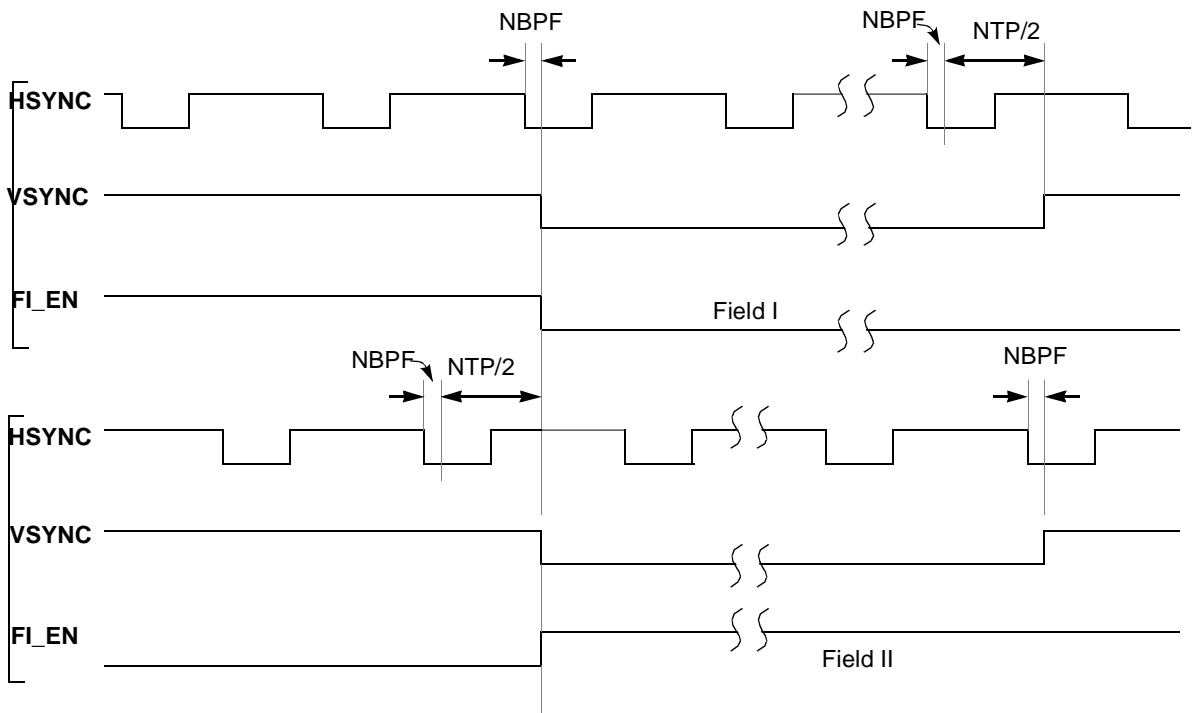 NBPF
NBPF
NTP/2
HSYNC
VSYNC
FI_EN
Field I
NBPF
NTP/2
NBPF
HSYNC
VSYNC
FI_EN
Field II